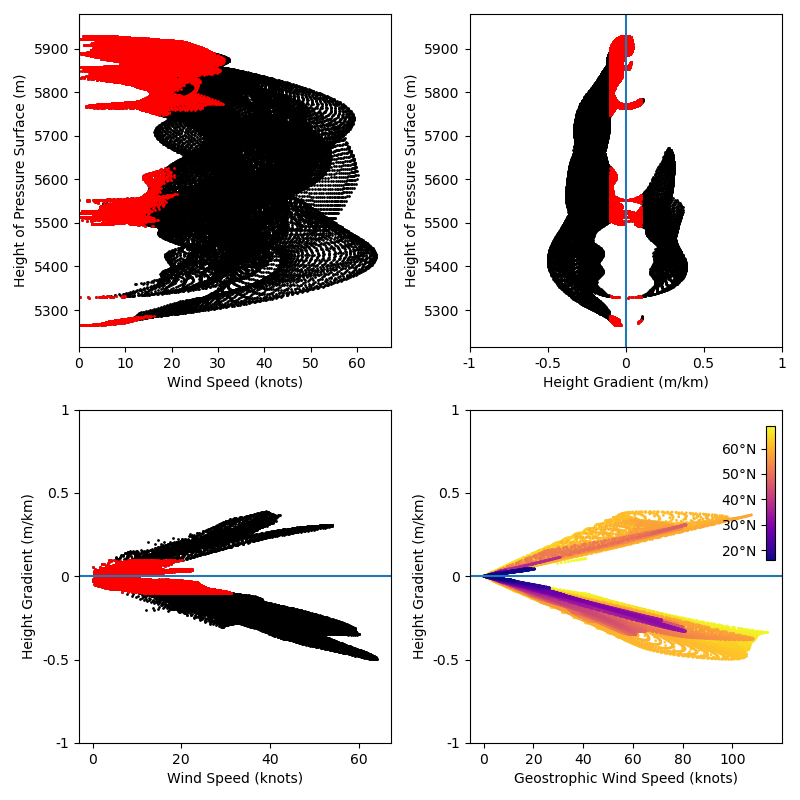 5900
5800
5700
5600
5500
5400
5300
Height of Pressure Surface (m)
0 10 20 30 40 50 60
Wind Speed (knots)
5900
5800
5700
5600
5500
5400
5300
Height of Pressure Surface (m)
-1 -0.5 0 0.5 1
Height Gradient (m/km)
1
0.5
0
-0.5
-1
Height Gradient (m/km)
0 20 40 60
Wind Speed (knots)
1
0.5
0
-0.5
-1
Height Gradient (m/km)
60°N
50°N
40°N
30°N
20°N
0 20 40 60 80 100
Geostrophic Wind Speed (knots)